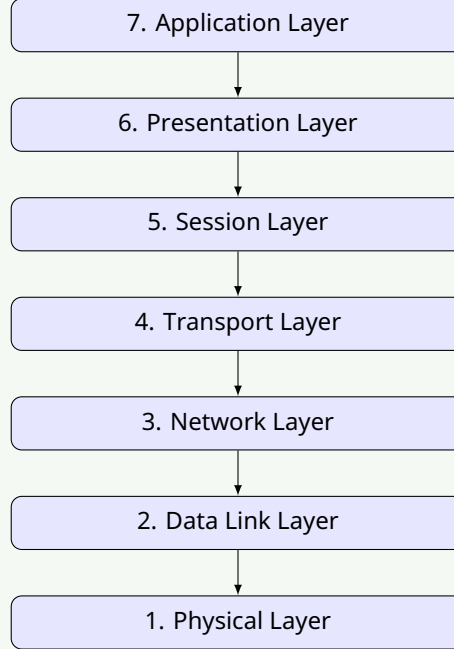 7. Application Layer
6. Presentation Layer
5. Session Layer
4. Transport Layer
3. Network Layer
2. Data Link Layer
1. Physical Layer